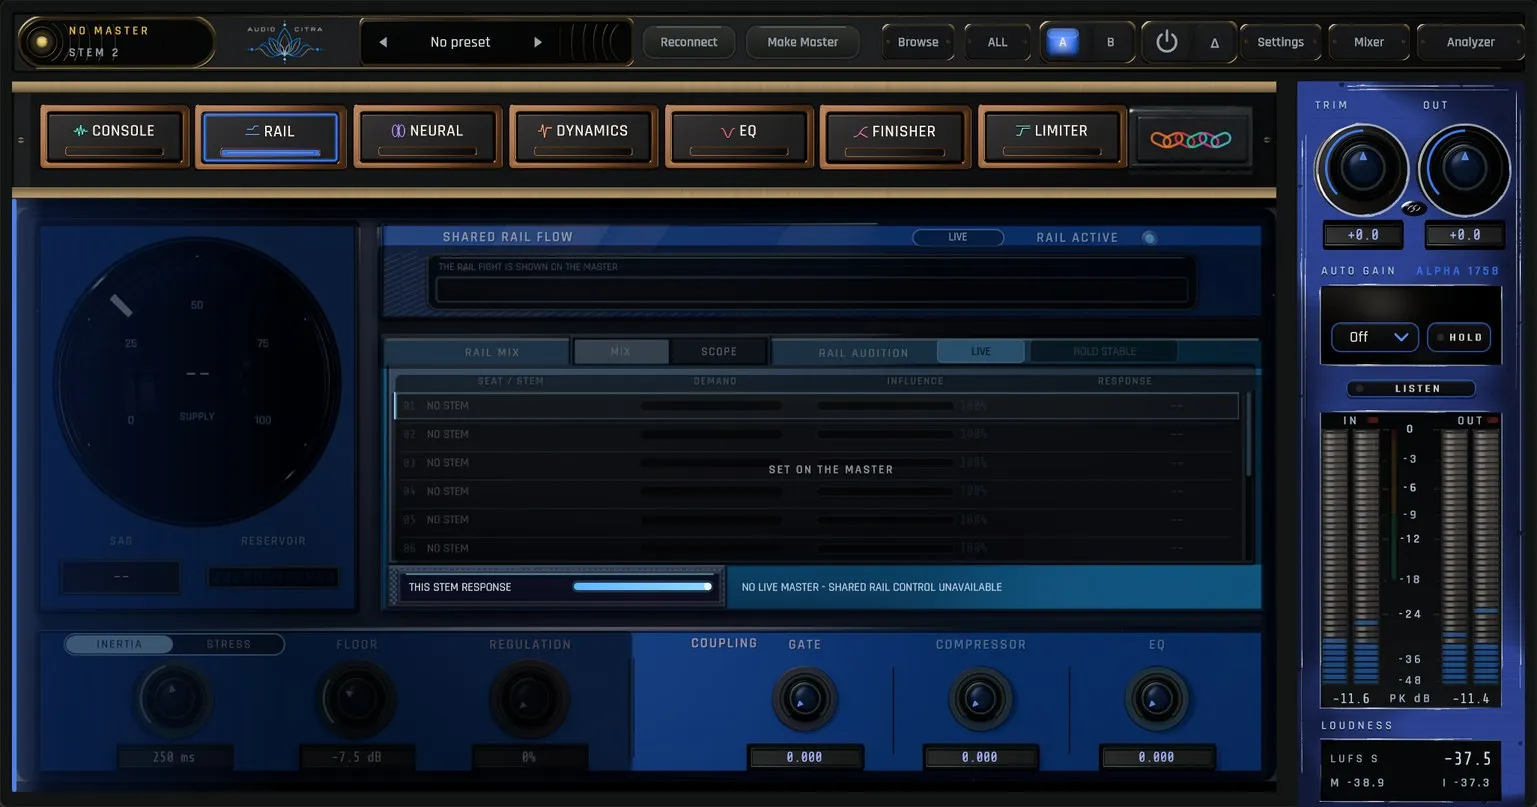 NO MASTER
STEM 2
AUDIO CITRA
No preset
Reconnect
Make Master
Browse
ALL
A
B
Δ
Settings
Mixer
Analyzer
CONSOLE
RAIL
NEURAL
DYNAMICS
EQ
FINISHER
LIMITER
TRIM
OUT
+0.0
+0.0
AUTO GAIN
ALPHA 1758
Off
HOLD
LISTEN
IN
OUT
0
-3
-6
-9
-12
-18
-24
-36
-48
-11.6
PK dB
-11.4
LOUDNESS
LUFS S
-37.5
M -38.9
I -37.3
SHARED RAIL FLOW
LIVE
RAIL ACTIVE
THE RAIL FIGHT IS SHOWN ON THE MASTER
50
25
75
--
0
SUPPLY
100
SAG
RESERVOIR
--
RAIL MIX
MIX
SCOPE
RAIL AUDITION
LIVE
HOLD STABLE
SEAT / STEM
DEMAND
INFLUENCE
RESPONSE
01 NO STEM 100% --
02 NO STEM 100% --
03 NO STEM 100% --
SET ON THE MASTER
04 NO STEM 100% --
05 NO STEM 100% --
06 NO STEM 100% --
THIS STEM RESPONSE
NO LIVE MASTER - SHARED RAIL CONTROL UNAVAILABLE
INERTIA
STRESS
FLOOR
REGULATION
COUPLING
GATE
COMPRESSOR
EQ
250 ms
-7.5 dB
0%
0.000
0.000
0.000